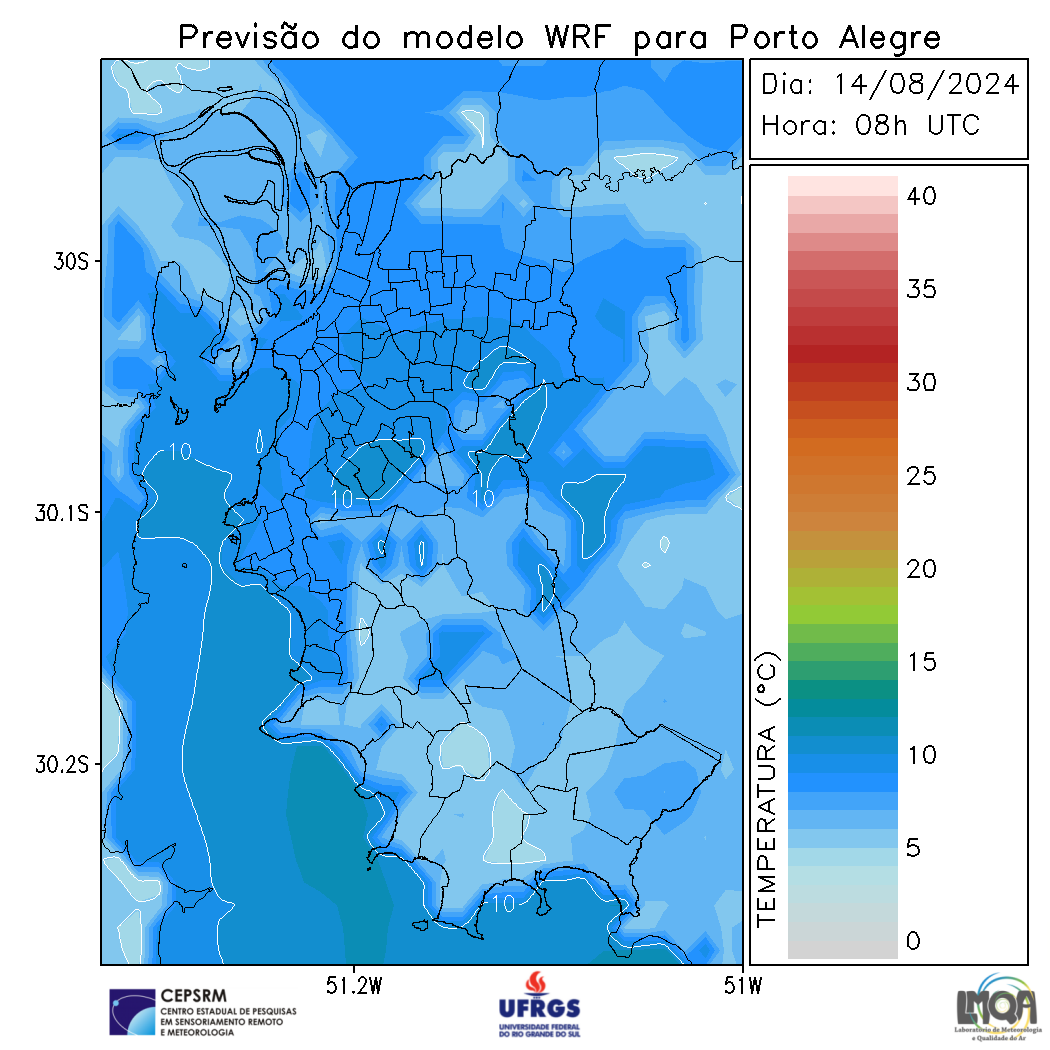 Previsão do modelo WRF para Porto Alegre
Dia: 14/08/2024
Hora: 08h UTC
30S
30.1S
30.2S
51.2W
51W
10
10
10
10
TEMPERATURA (°C)
40
35
30
25
20
15
10
5
0
CEPSRM
CENTRO ESTADUAL DE PESQUISAS
EM SENSORIAMENTO REMOTO
E METEOROLOGIA
UFRGS
UNIVERSIDADE FEDERAL
DO RIO GRANDE DO SUL
LMQA
Laboratório de Meteorologia
e Qualidade do Ar